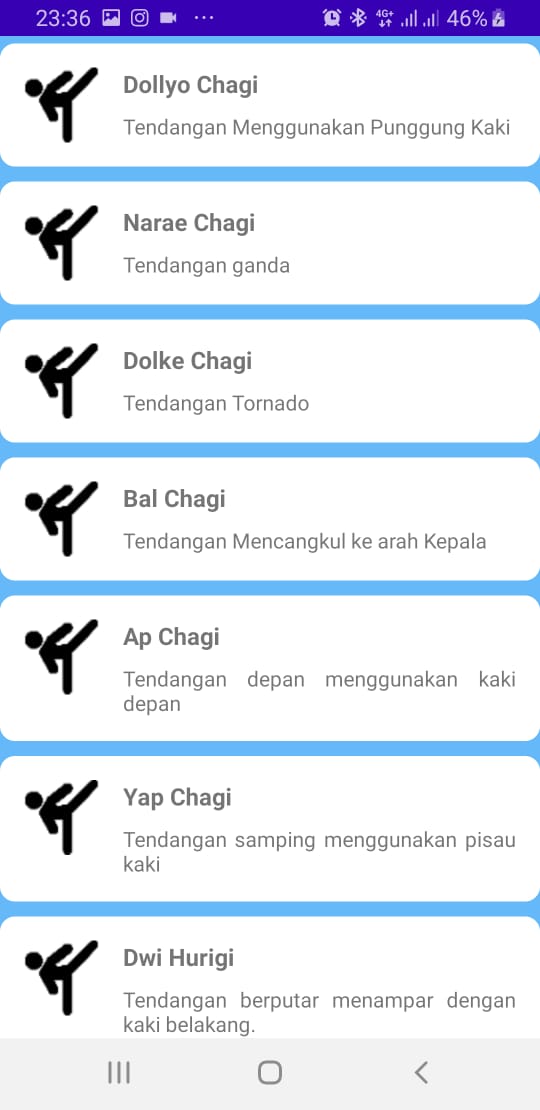 23:36 4G+ 46%
Dollyo Chagi
Tendangan Menggunakan Punggung Kaki
Narae Chagi
Tendangan ganda
Dolke Chagi
Tendangan Tornado
Bal Chagi
Tendangan Mencangkul ke arah Kepala
Ap Chagi
Tendangan depan menggunakan kaki
depan
Yap Chagi
Tendangan samping menggunakan pisau
kaki
Dwi Hurigi
Tendangan berputar menampar dengan
kaki belakang.